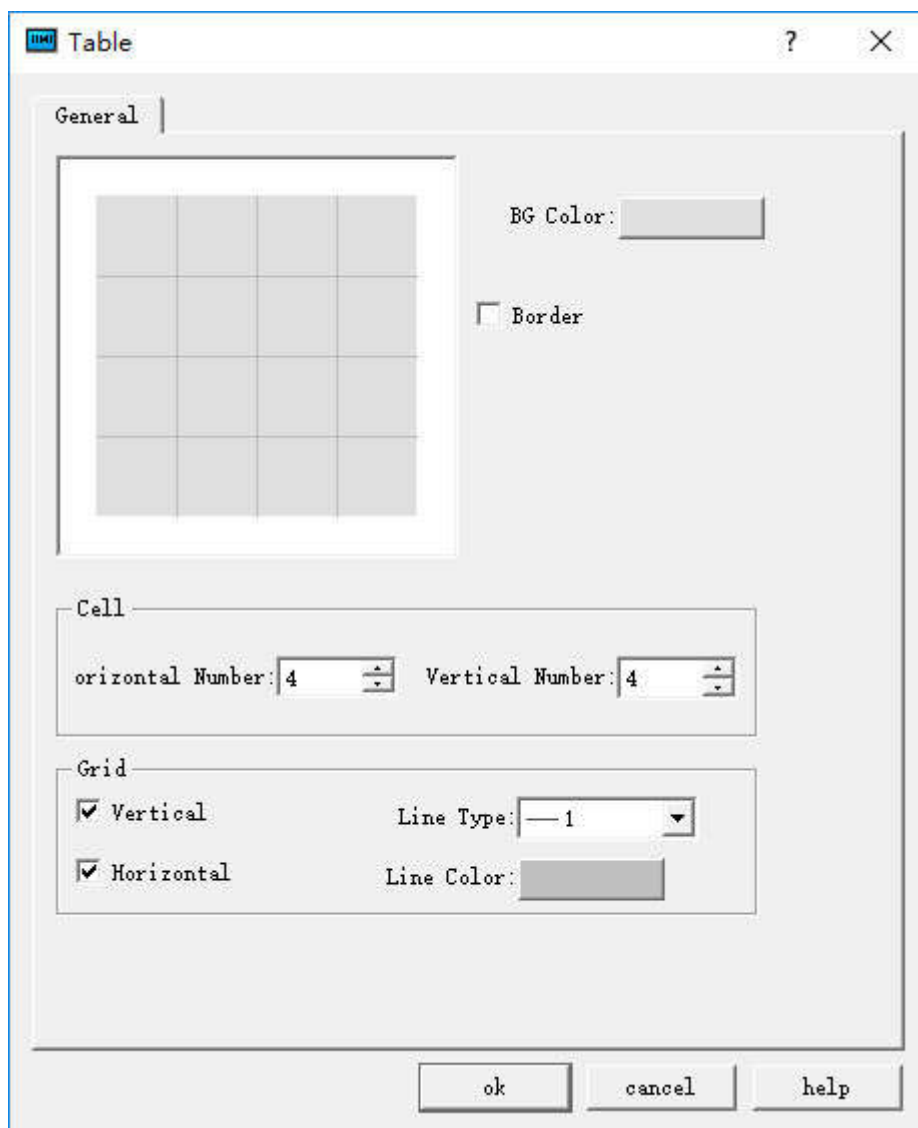 Table ?
General
BG Color:
Border
Cell
orizontal Number: 4 Vertical Number: 4
Grid
Vertical Line Type: 1
Horizontal Line Color:
ok cancel help